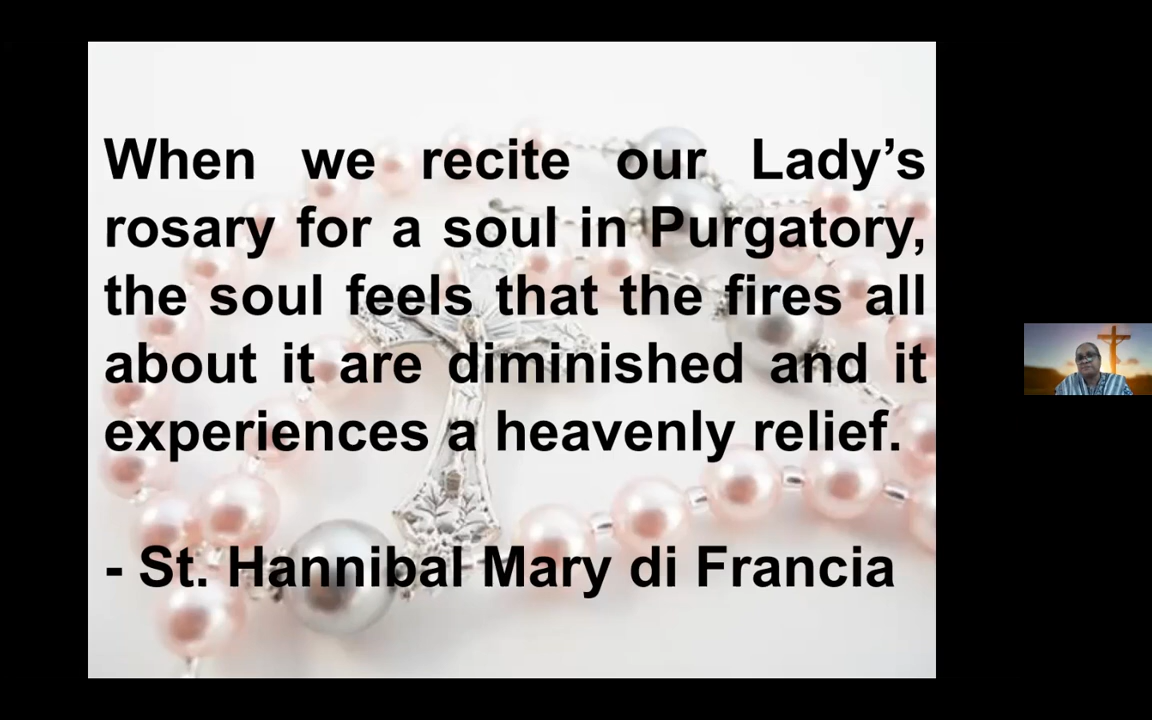 When we recite our Lady’s
rosary for a soul in Purgatory,
the soul feels that the fires all
about it are diminished and it
experiences a heavenly relief.
- St. Hannibal Mary di Francia